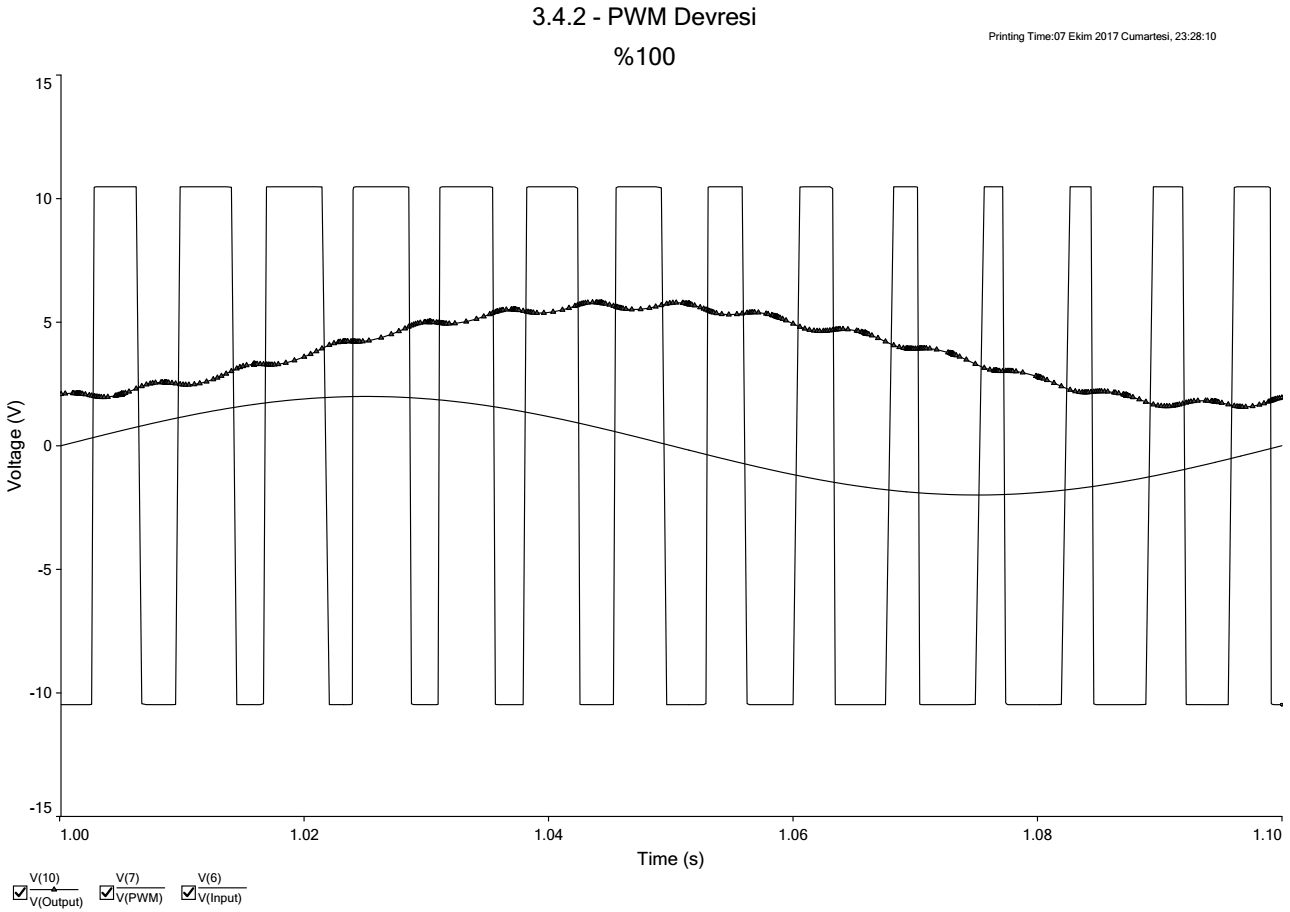 3.4.2 - PWM Devresi
%100
Printing Time:07 Ekim 2017 Cumartesi, 23:28:10
15
10
5
0
-5
-10
-15
Voltage (V)
1.00 1.02 1.04 1.06 1.08 1.10
Time (s)
V(10) V(7) V(6)
V(Output) V(PWM) V(Input)